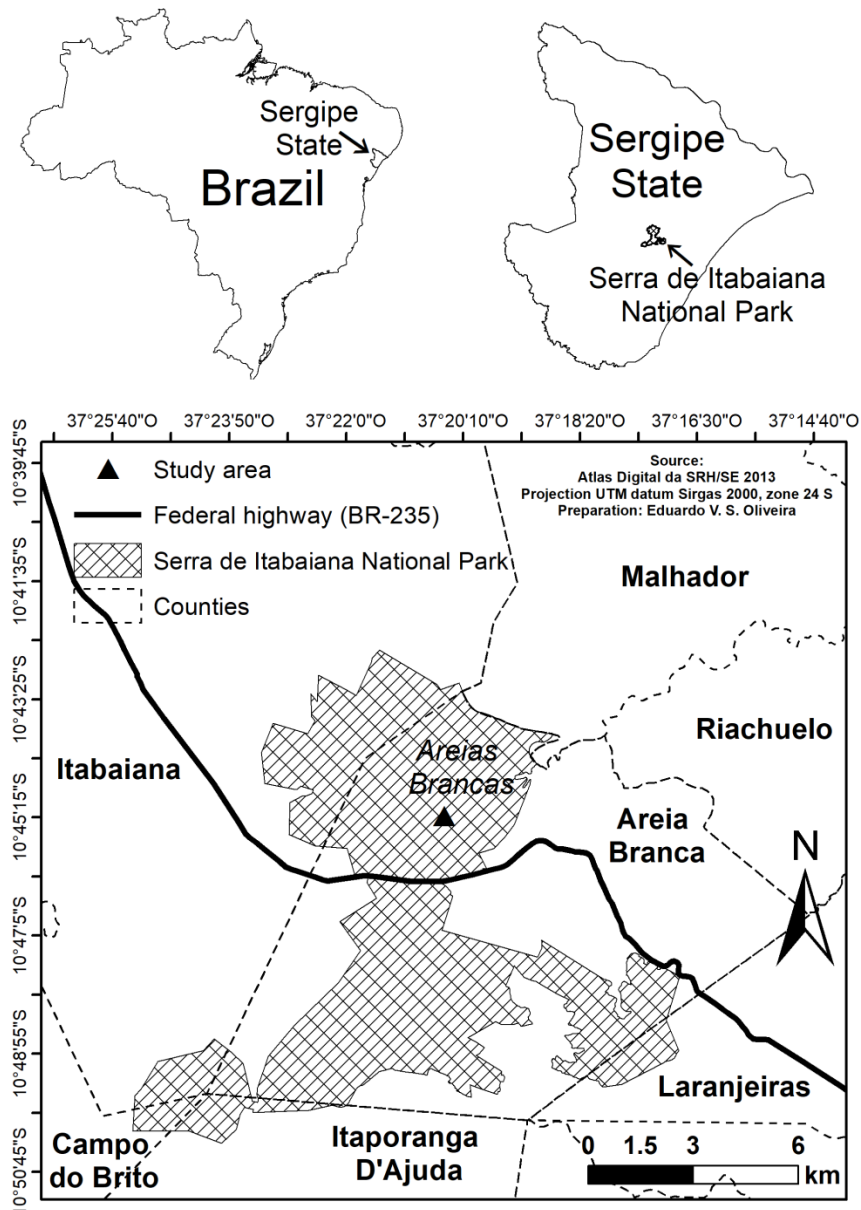 Sergipe
State
Brazil
Sergipe
State
Serra de Itabaiana
National Park
37°25'40"O 37°23'50"O 37°22'0"O 37°20'10"O 37°18'20"O 37°16'30"O 37°14'40"O
10°39'45"S
10°41'35"S
10°43'25"S
10°45'15"S
10°47'5"S
10°48'55"S
10°50'45"S
Study area
Federal highway (BR-235)
Serra de Itabaiana National Park
Counties
Source:
Atlas Digital da SRH/SE 2013
Projection UTM datum Sirgas 2000, zone 24 S
Preparation: Eduardo V. S. Oliveira
Malhador
Riachuelo
Itabaiana
Areias
Brancas
Areia
Branca
N
Laranjeiras
Campo
do Brito
Itaporanga
D'Ajuda
0 1.5 3 6
km